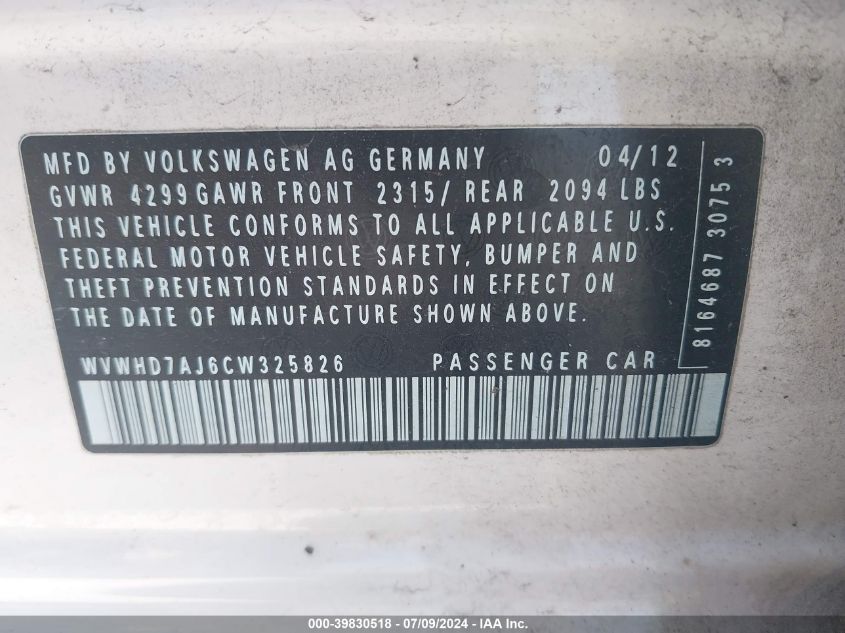 MFD BY VOLKSWAGEN AG GERMANY 04/12
GVWR 4299 GAWR FRONT 2315/ REAR 2094 LBS
THIS VEHICLE CONFORMS TO ALL APPLICABLE U.S.
FEDERAL MOTOR VEHICLE SAFETY, BUMPER AND
THEFT PREVENTION STANDARDS IN EFFECT ON
THE DATE OF MANUFACTURE SHOWN ABOVE.
WVWHD7AJ6CW325826 PASSENGER CAR
8164687 3075 3
000-39830518 - 07/09/2024 - IAA Inc.